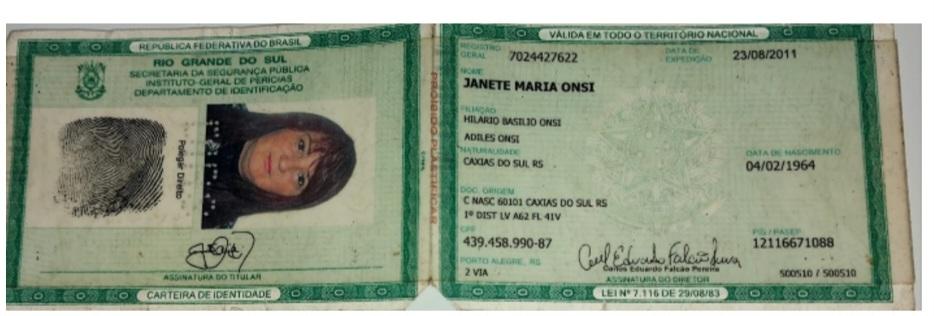 REPÚBLICA FEDERATIVA DO BRASIL
RIO GRANDE DO SUL
SECRETARIA DA SEGURANÇA PÚBLICA
INSTITUTO-GERAL DE PERÍCIAS
DEPARTAMENTO DE IDENTIFICAÇÃO
Polegar Direito
ASSINATURA DO TITULAR
CARTEIRA DE IDENTIDADE
PROIBIDO PLASTIFICAR
VÁLIDA EM TODO O TERRITÓRIO NACIONAL
REGISTRO GERAL 7024427622 DATA DE EXPEDIÇÃO 23/08/2011
NOME
JANETE MARIA ONSI
FILIAÇÃO
HILARIO BASILIO ONSI
ADILES ONSI
NATURALIDADE DATA DE NASCIMENTO
CAXIAS DO SUL RS 04/02/1964
DOC. ORIGEM
C NASC 60101 CAXIAS DO SUL RS
1º DIST LV A62 FL 41V
CPF PIS / PASEP
439.458.990-87 12116671088
PORTO ALEGRE, RS
2 VIA
Carlos Eduardo Falcão Pereira
500510 / 500510
ASSINATURA DO DIRETOR
LEI Nº 7.116 DE 29/08/83